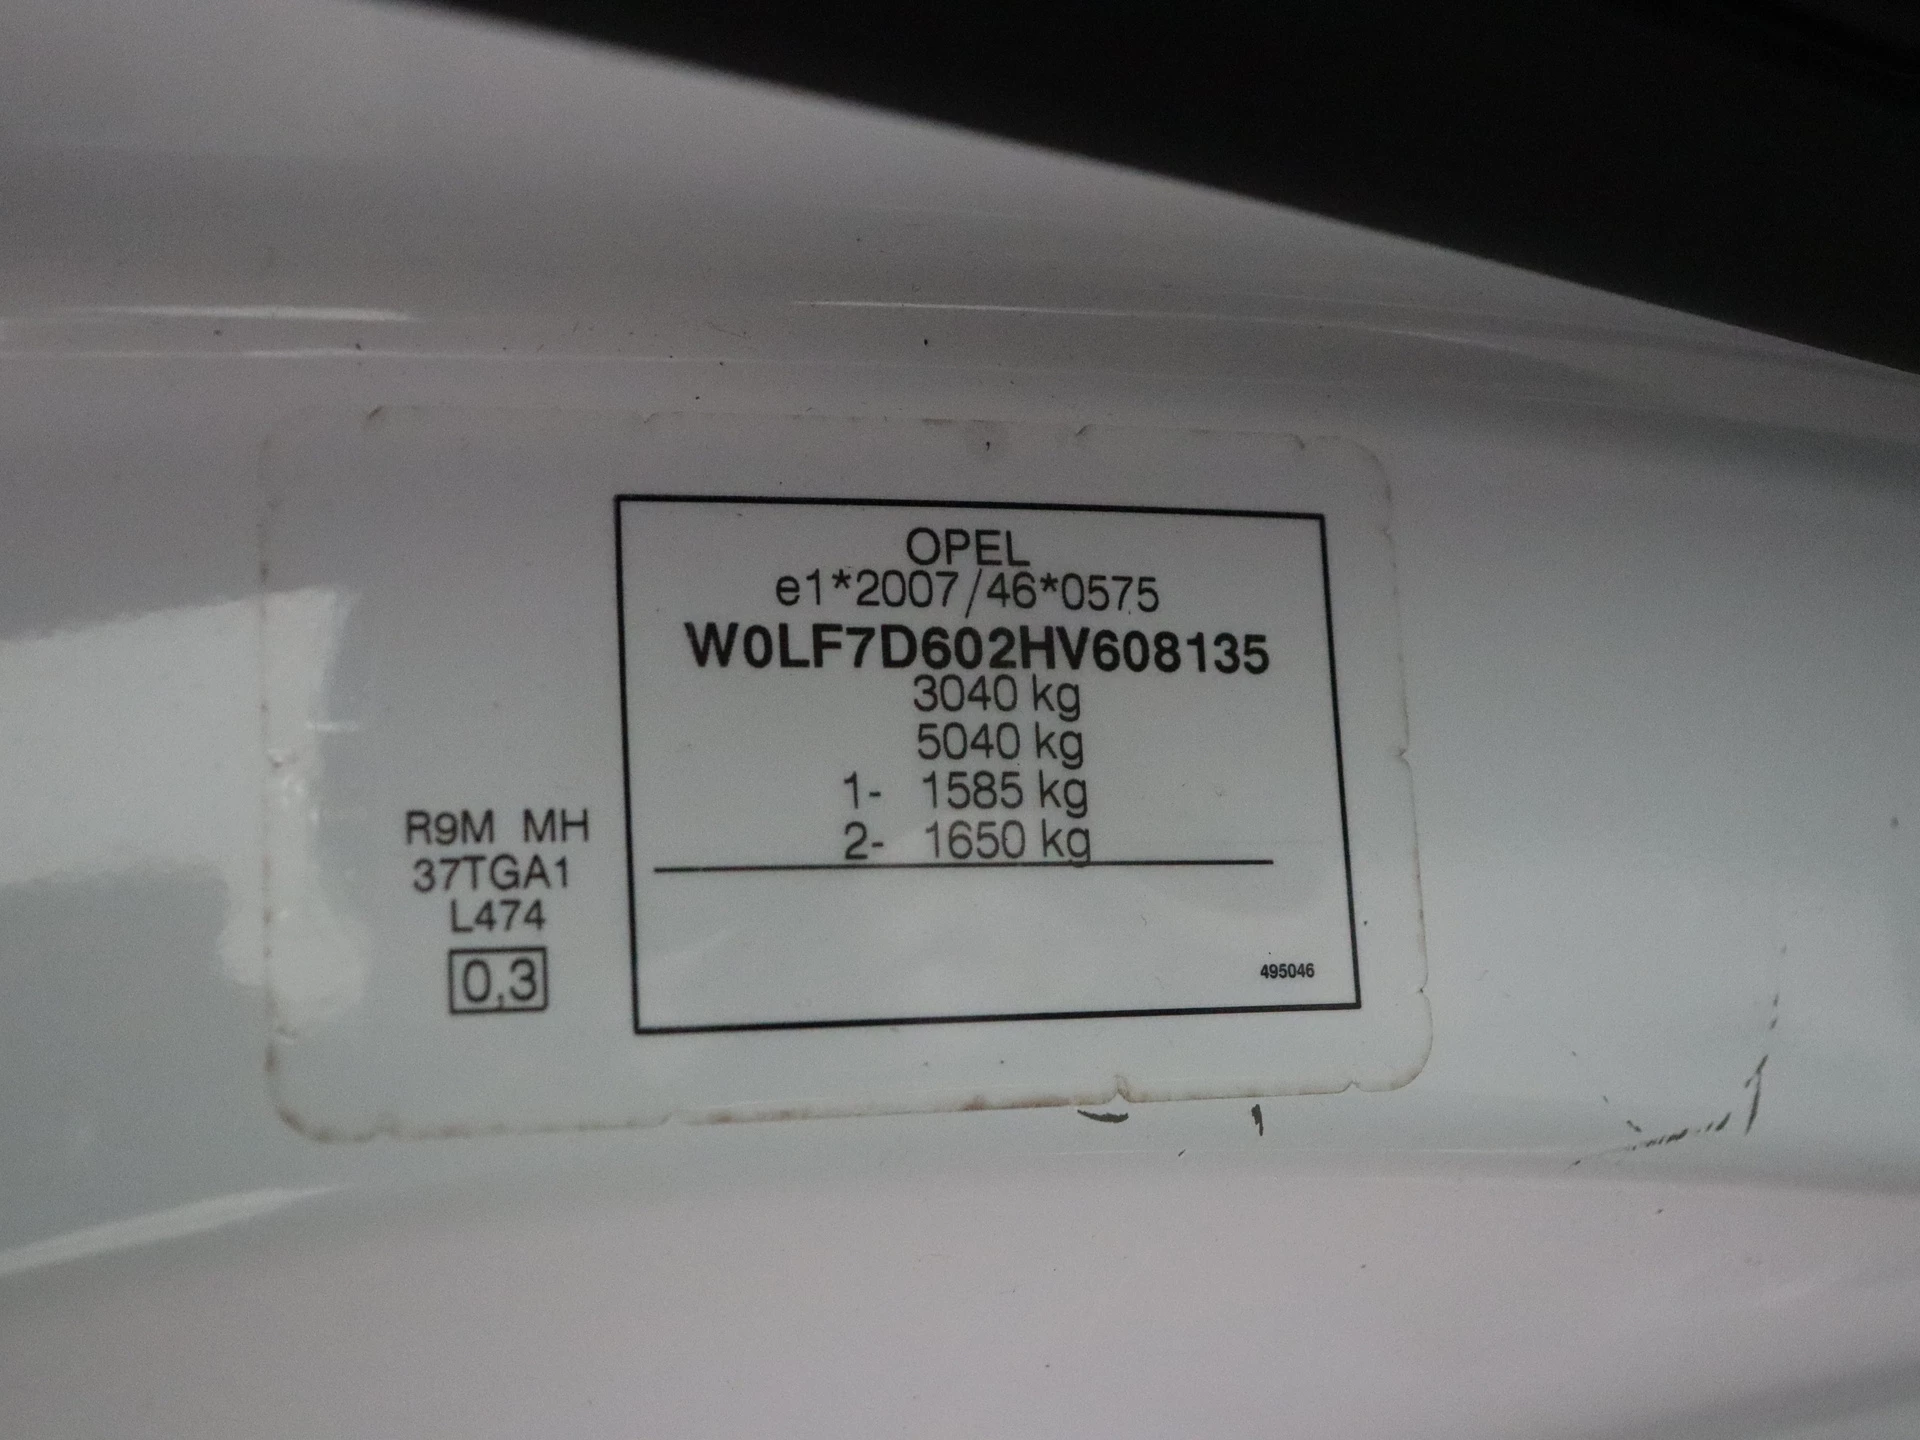 OPEL
e1*2007/46*0575
W0LF7D602HV608135
3040 kg
5040 kg
1- 1585 kg
2- 1650 kg
R9M MH
37TGA1
L474
0,3
495046